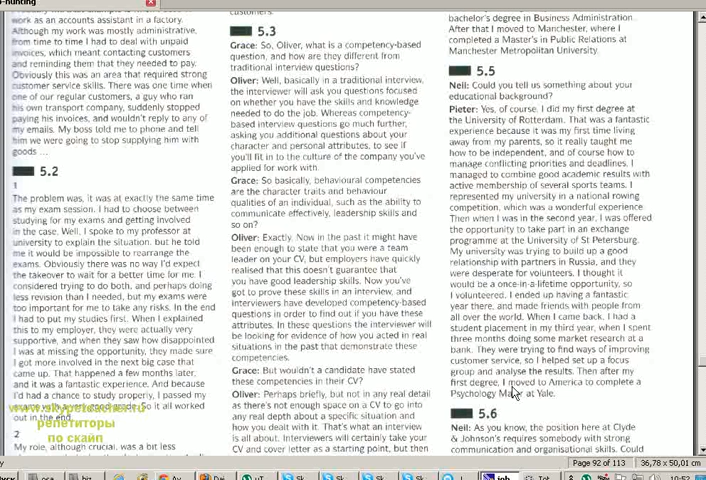 work as an accounts assistant in a factory.
Although my work was mostly administrative,
from time to time I had to deal with unpaid
invoices, which meant contacting customers
and reminding them that they needed to pay.
Obviously this was an area that required strong
customer service skills. There was one time when
one of our regular customers, a guy who ran
his own transport company, suddenly stopped
paying his invoices, and wouldn't reply to any of
my emails. My boss told me to phone and tell
him we were going to stop supplying him with
goods ...
5.2
1
The problem was, it was at exactly the same time
as my exam session. I had to choose between
studying for my exams and getting involved
in the case. Well, I spoke to my professor at
university to explain the situation, but he told
me it would be impossible to rearrange the
exams. Obviously there was no way I'd expect
the takeover to wait for a better time for me. I
considered trying to do both, and perhaps doing
less revision than I needed, but my exams were
too important for me to take any risks. In the end
I had to put my studies first. When I explained
this to my employer, they were actually very
supportive, and when they saw how disappointed
I was at missing the opportunity, they made sure
I got more involved in the next big case that
came up. That happened a few months later,
and it was a fantastic experience. And because
I'd had a chance to study properly, I passed my
So it all worked
out in the end.
www.skypeteacher.ru
репетиторы
по скайп
2
My role, although crucial, was a bit less
customers.
5.3
Grace: So, Oliver, what is a competency-based
question, and how are they different from
traditional interview questions?
Oliver: Well, basically in a traditional interview,
the interviewer will ask you questions focused
on whether you have the skills and knowledge
needed to do the job. Whereas competency-
based interview questions go much further,
asking you additional questions about your
character and personal attributes, to see if
you'll fit in to the culture of the company you've
applied for work with.
Grace: So basically, behavioural competencies
are the character traits and behaviour
qualities of an individual, such as the ability to
communicate effectively, leadership skills and
so on?
Oliver: Exactly. Now in the past it might have
been enough to state that you were a team
leader on your CV, but employers have quickly
realised that this doesn't guarantee that
you have good leadership skills. Now you've
got to prove these skills in an interview, and
interviewers have developed competency-based
questions in order to find out if you have these
attributes. In these questions the interviewer will
be looking for evidence of how you acted in real
situations in the past that demonstrate these
competencies.
Grace: But wouldn't a candidate have stated
these competencies in their CV?
Oliver: Perhaps briefly, but not in any real detail
as there's not enough space on a CV to go into
any real depth about a specific situation and
how you dealt with it. That's what an interview
is all about. Interviewers will certainly take your
CV and cover letter as a starting point, but then
bachelor's degree in Business Administration.
After that I moved to Manchester, where I
completed a Master's in Public Relations at
Manchester Metropolitan University.
5.5
Neil: Could you tell us something about your
educational background?
Pieter: Yes, of course. I did my first degree at
the University of Rotterdam. That was a fantastic
experience because it was my first time living
away from my parents, so it really taught me
how to be independent, and of course how to
manage conflicting priorities and deadlines. I
managed to combine good academic results with
active membership of several sports teams. I
represented my university in a national rowing
competition, which was a wonderful experience
Then when I was in the second year, I was offered
the opportunity to take part in an exchange
programme at the University of St Petersburg.
My university was trying to build up a good
relationship with partners in Russia, and they
were desperate for volunteers. I thought it
would be a once-in-a-lifetime opportunity, so
I volunteered. I ended up having a fantastic
year there, and made friends with people from
all over the world. When I came back, I had a
student placement in my third year, when I spent
three months doing some market research at a
bank. They were trying to find ways of improving
customer service, so I helped set up a focus
group and analyse the results. Then after my
first degree, I moved to America to complete a
Psychology Major at Yale.
5.6
Neil: As you know, the position here at Clyde
& Johnson's requires somebody with strong
communication and organisational skills. Could
Page 92 of 113
36,78 x 50,01 cm
job
10:52